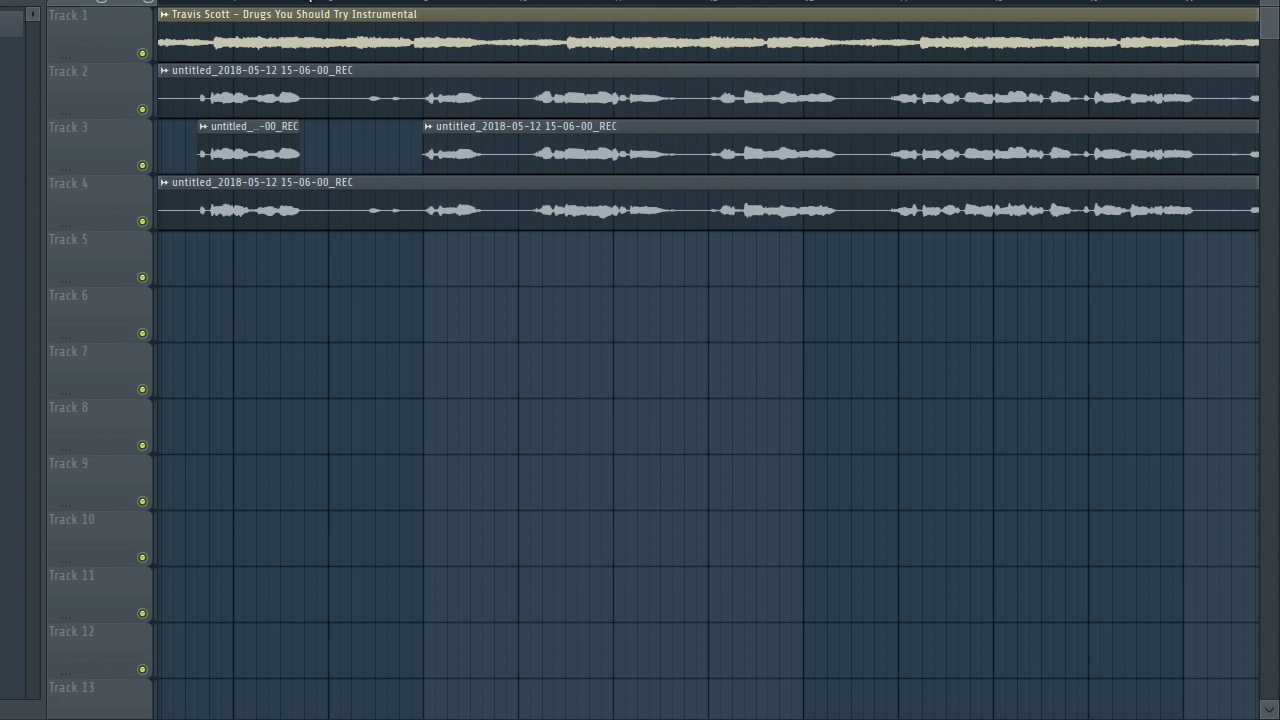 Track 1
Travis Scott - Drugs You Should Try Instrumental
...
Track 2
untitled_2018-05-12 15-06-00_REC
...
Track 3
untitled_..-00_REC
untitled_2018-05-12 15-06-00_REC
...
Track 4
untitled_2018-05-12 15-06-00_REC
...
Track 5
...
Track 6
...
Track 7
...
Track 8
...
Track 9
...
Track 10
...
Track 11
...
Track 12
...
Track 13